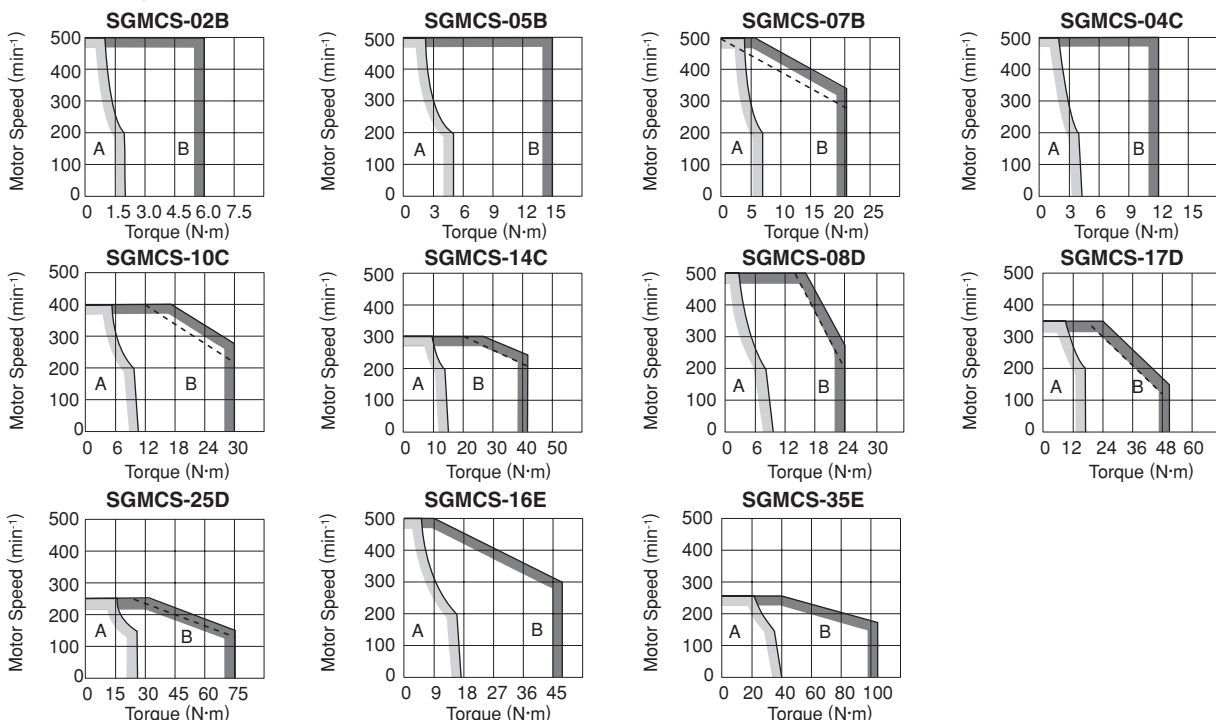 SGMCS-02B
Motor Speed (min-1)
500
400
300
200
100
0
A
B
0 1.5 3.0 4.5 6.0 7.5
Torque (N·m)
SGMCS-05B
Motor Speed (min-1)
500
400
300
200
100
0
A
B
0 3 6 9 12 15
Torque (N·m)
SGMCS-07B
Motor Speed (min-1)
500
400
300
200
100
0
A
B
0 5 10 15 20 25
Torque (N·m)
SGMCS-04C
Motor Speed (min-1)
500
400
300
200
100
0
A
B
0 3 6 9 12 15
Torque (N·m)
SGMCS-10C
Motor Speed (min-1)
500
400
300
200
100
0
A
B
0 6 12 18 24 30
Torque (N·m)
SGMCS-14C
Motor Speed (min-1)
500
400
300
200
100
0
A
B
0 10 20 30 40 50
Torque (N·m)
SGMCS-08D
Motor Speed (min-1)
500
400
300
200
100
0
A
B
0 6 12 18 24 30
Torque (N·m)
SGMCS-17D
Motor Speed (min-1)
500
400
300
200
100
0
A
B
0 12 24 36 48 60
Torque (N·m)
SGMCS-25D
Motor Speed (min-1)
500
400
300
200
100
0
A
B
0 15 30 45 60 75
Torque (N·m)
SGMCS-16E
Motor Speed (min-1)
500
400
300
200
100
0
A
B
0 9 18 27 36 45
Torque (N·m)
SGMCS-35E
Motor Speed (min-1)
500
400
300
200
100
0
A
B
0 20 40 60 80 100
Torque (N·m)